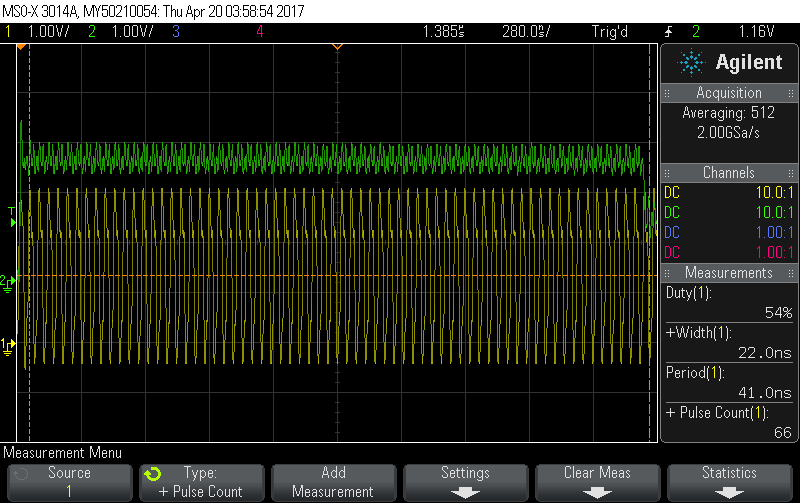 MSO-X 3014A, MY50210054: Thu Apr 20 03:58:54 2017
1 1.00V/ 2 1.00V/ 3 4 1.385µs 280.0ns/ Trig'd 2 1.16V
Agilent
Acquisition
Averaging: 512
2.00GSa/s
Channels
DC 10.0:1
DC 10.0:1
DC 1.00:1
DC 1.00:1
Measurements
Duty(1):
54%
+Width(1):
22.0ns
Period(1):
41.0ns
+ Pulse Count(1):
66
T
2
1
Measurement Menu
Source
1
Type:
+ Pulse Count
Add
Measurement
Settings
Clear Meas
Statistics